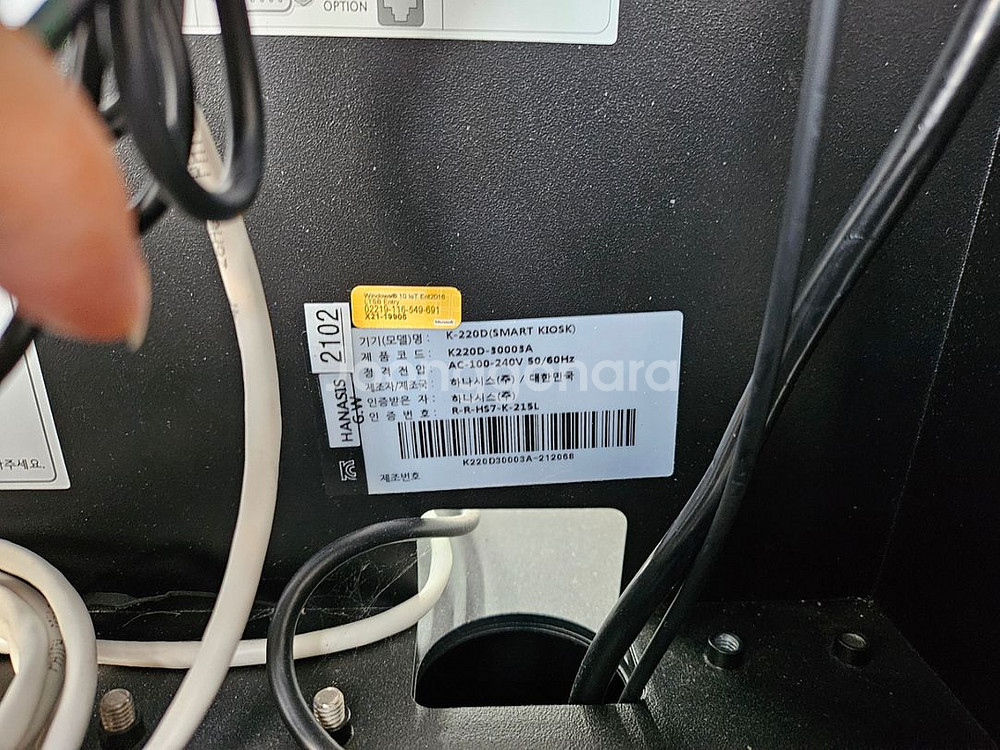 OPTION
Windows® 10 IoT Ent2016
LTSB Entry
02219-116-549-691
X21-19905
Microsoft
2102
HANASIS
G.W
기기(모델)명 : K-220D(SMART KIOSK)
제 품 코 드 : K220D-30003A
정 격 전 압 : AC-100-240V 50/60Hz
제조자/제조국 : 하나시스(주) / 대한민국
인증받은 자 : 하나시스(주)
인 증 번 호 : R-R-HS7-K-215L
K220D30003A-212068
제조번호
주세요.